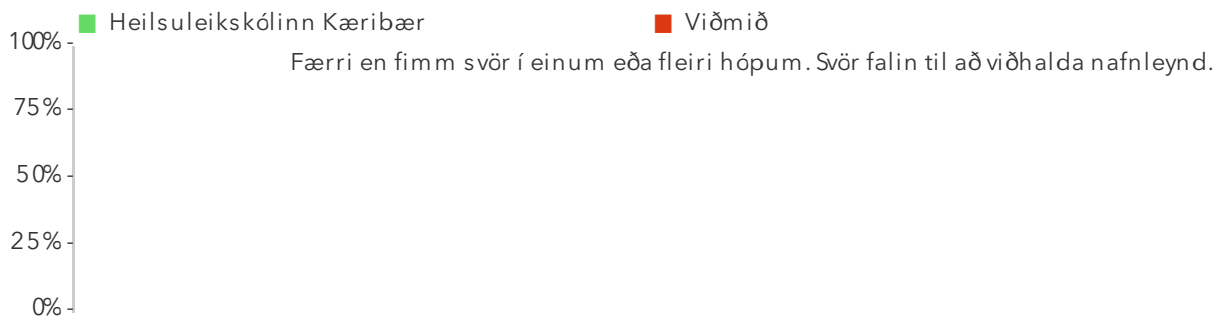 Heilsuleikskólinn Kæribær Viðmið
100%
Færri en fimm svör í einum eða fleiri hópum. Svör falin til að viðhalda nafnleynd.
75%
50%
25%
0%